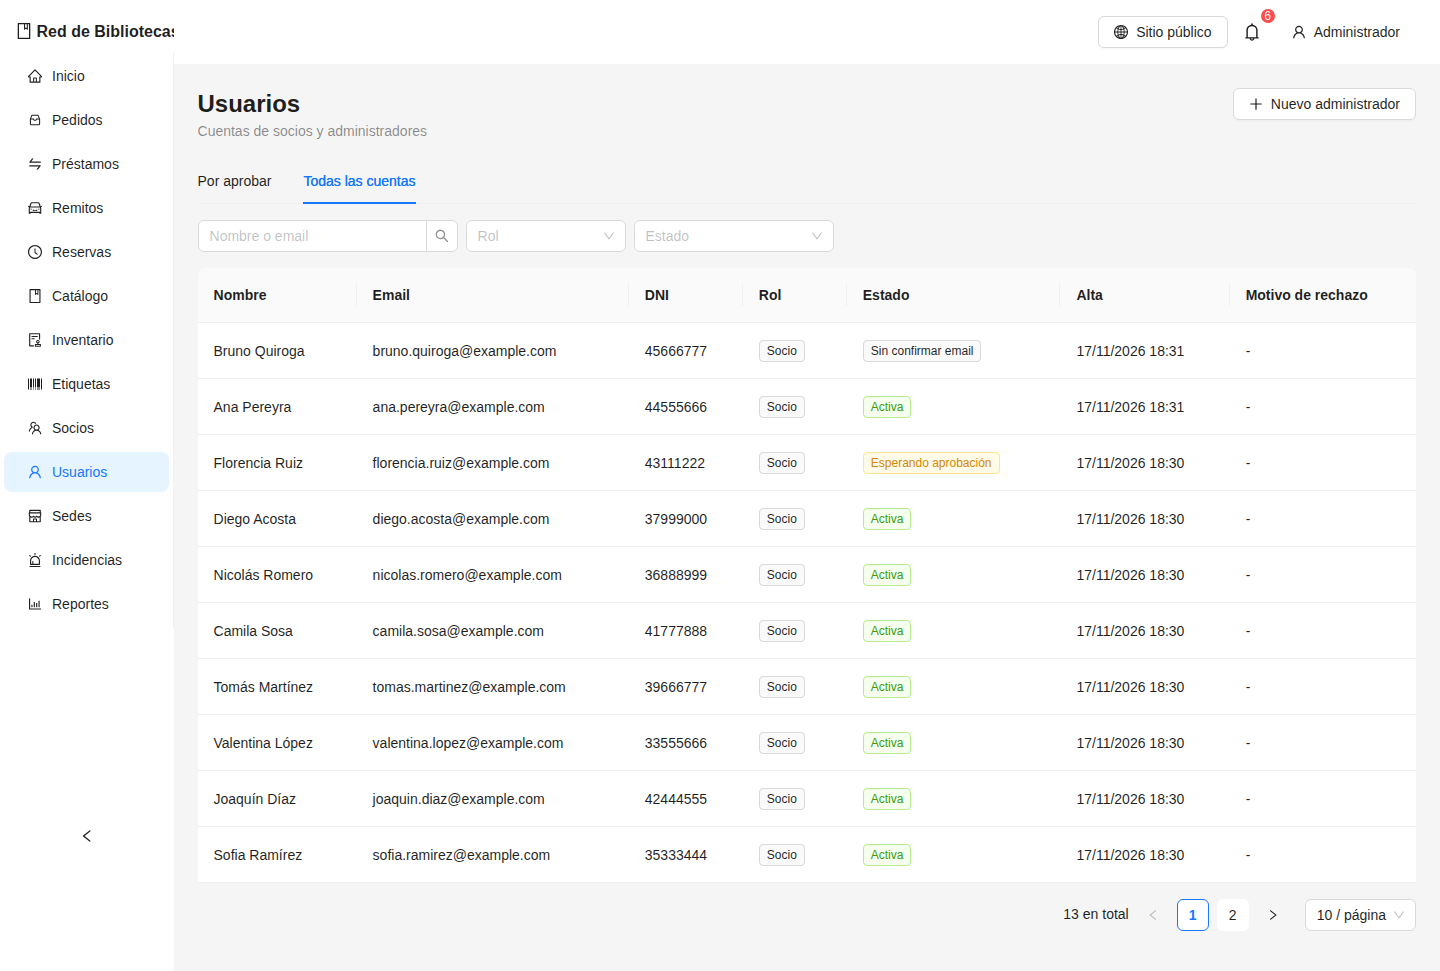 Red de Bibliotecas
Sitio público
6
Administrador
Inicio
Pedidos
Préstamos
Remitos
Reservas
Catálogo
Inventario
Etiquetas
Socios
Usuarios
Sedes
Incidencias
Reportes
Usuarios
Nuevo administrador
Cuentas de socios y administradores
Por aprobar Todas las cuentas
Nombre o email Rol Estado
Nombre Email DNI Rol Estado Alta Motivo de rechazo
Bruno Quiroga bruno.quiroga@example.com 45666777 Socio Sin confirmar email 17/11/2026 18:31 -
Ana Pereyra ana.pereyra@example.com 44555666 Socio Activa 17/11/2026 18:31 -
Florencia Ruiz florencia.ruiz@example.com 43111222 Socio Esperando aprobación 17/11/2026 18:30 -
Diego Acosta diego.acosta@example.com 37999000 Socio Activa 17/11/2026 18:30 -
Nicolás Romero nicolas.romero@example.com 36888999 Socio Activa 17/11/2026 18:30 -
Camila Sosa camila.sosa@example.com 41777888 Socio Activa 17/11/2026 18:30 -
Tomás Martínez tomas.martinez@example.com 39666777 Socio Activa 17/11/2026 18:30 -
Valentina López valentina.lopez@example.com 33555666 Socio Activa 17/11/2026 18:30 -
Joaquín Díaz joaquin.diaz@example.com 42444555 Socio Activa 17/11/2026 18:30 -
Sofia Ramírez sofia.ramirez@example.com 35333444 Socio Activa 17/11/2026 18:30 -
13 en total 1 2 10 / página